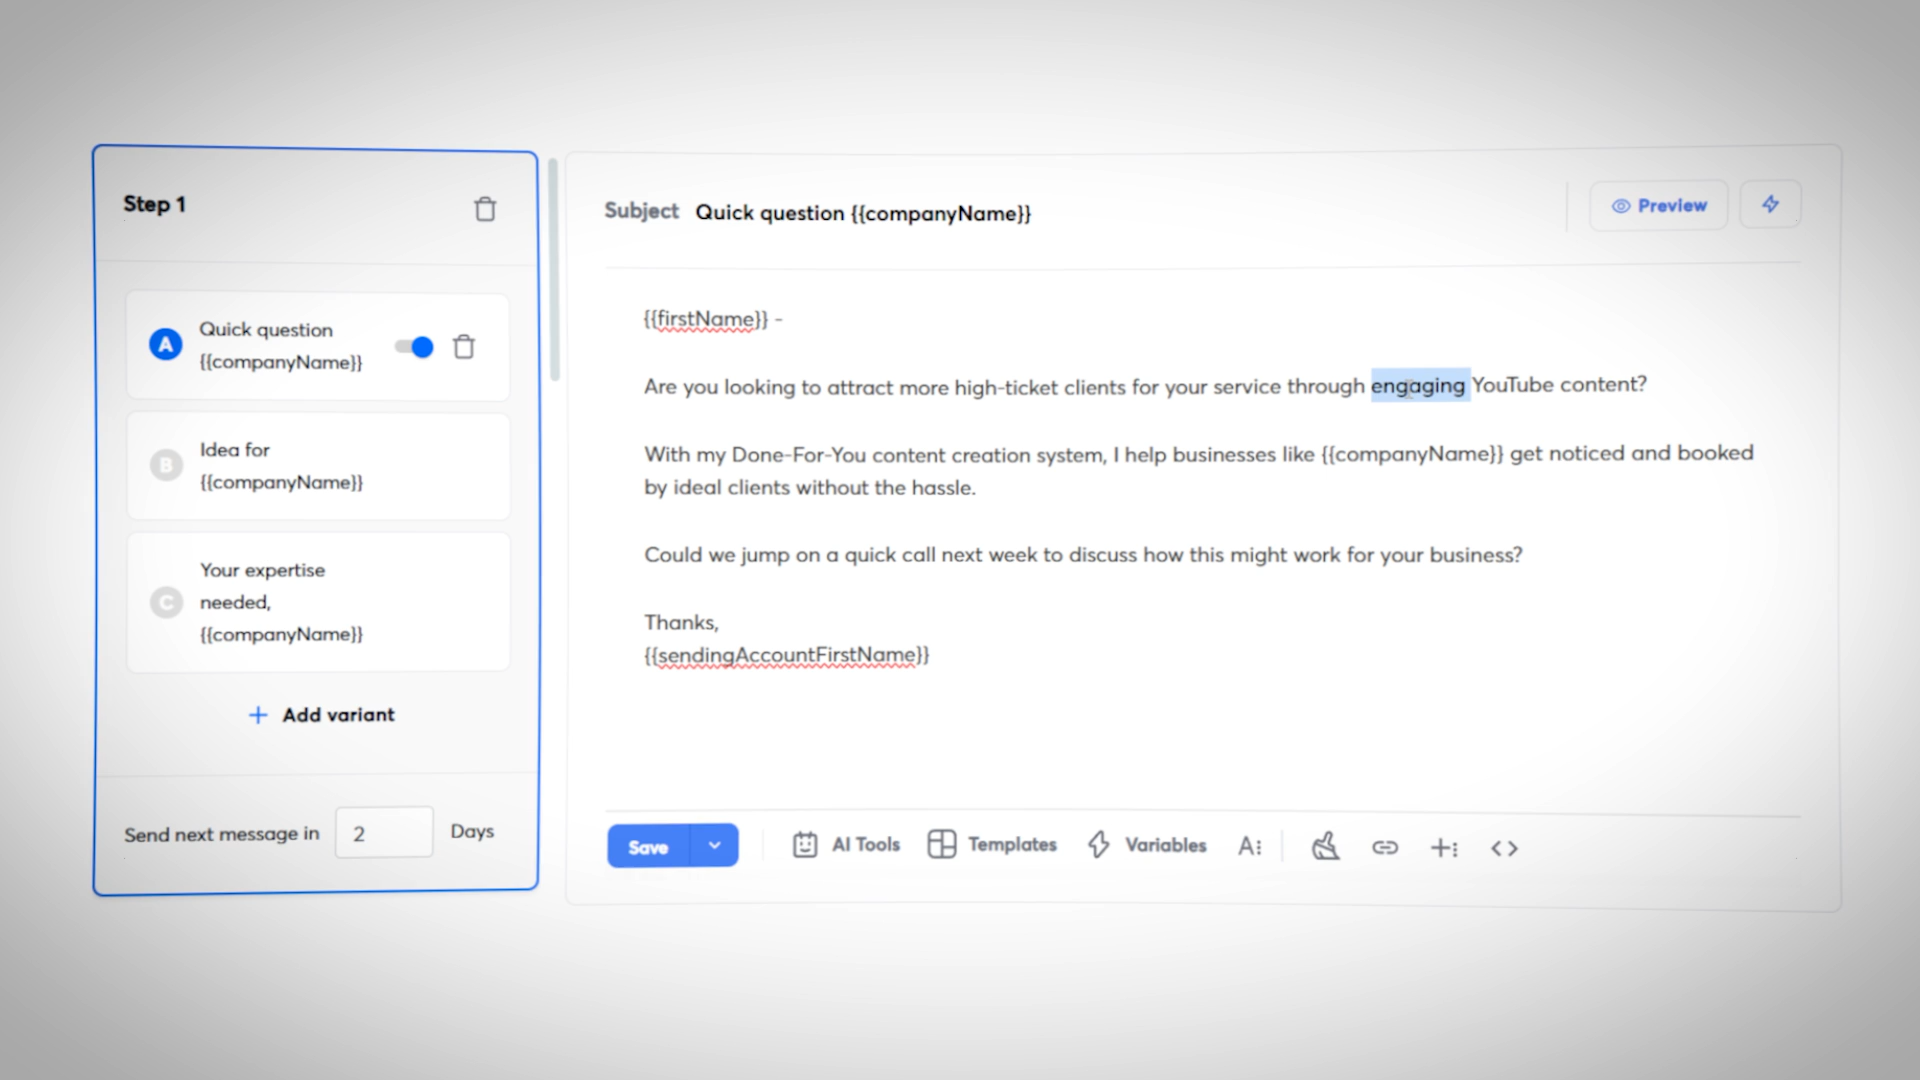 Step 1
A
Quick question
{{companyName}}
B
Idea for
{{companyName}}
C
Your expertise
needed,
{{companyName}}
+ Add variant
Send next message in 2 Days
Subject Quick question {{companyName}}
Preview
{{firstName}} -
Are you looking to attract more high-ticket clients for your service through engaging YouTube content?
With my Done-For-You content creation system, I help businesses like {{companyName}} get noticed and booked
by ideal clients without the hassle.
Could we jump on a quick call next week to discuss how this might work for your business?
Thanks,
{{sendingAccountFirstName}}
Save
AI Tools
Templates
Variables
A